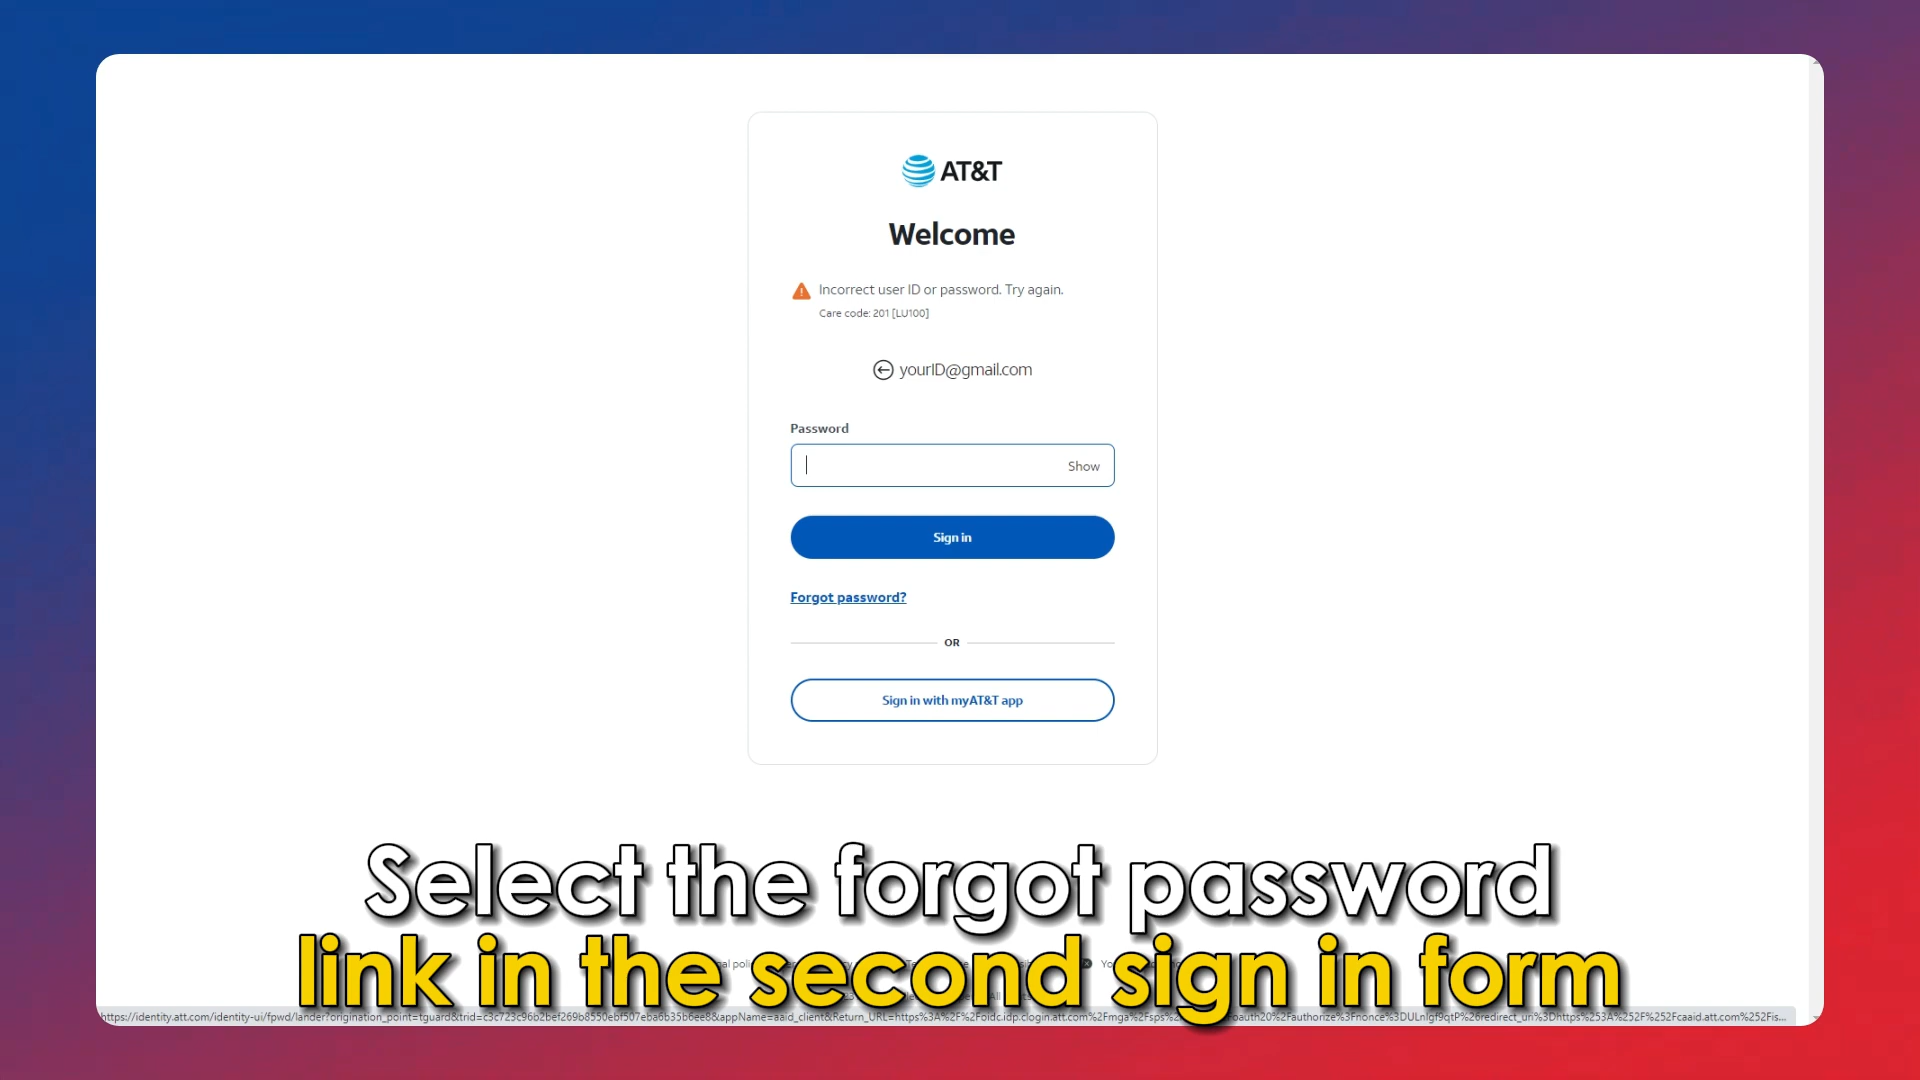 AT&T
Welcome
Incorrect user ID or password. Try again.
Care code: 201 [LU100]
yourID@gmail.com
Password
Show
Sign in
Forgot password?
OR
Sign in with myAT&T app
Select the forgot password
link in the second sign in form